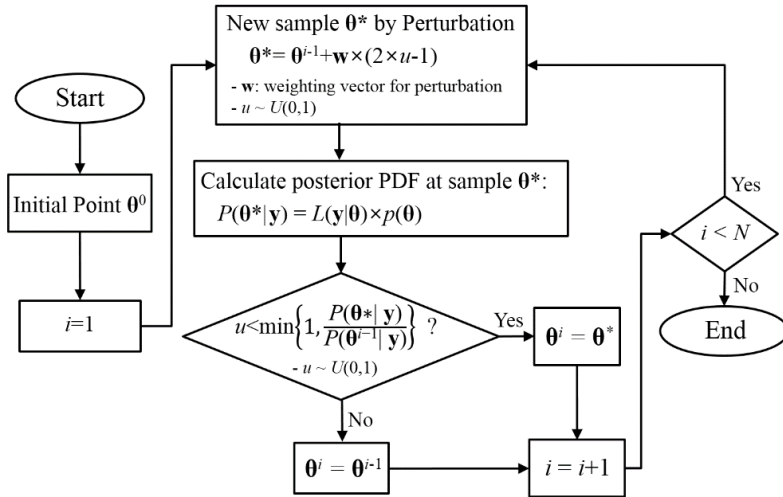 Start
Initial Point θ⁰
i=1
New sample θ* by Perturbation
θ*= θⁱ⁻¹+w×(2×u-1)
- w: weighting vector for perturbation
- u ~ U(0,1)
Calculate posterior PDF at sample θ*:
P(θ*|y) = L(y|θ)×p(θ)
u<min{1, P(θ*| y)/P(θⁱ⁻¹| y)} ?
- u ~ U(0,1)
Yes
θⁱ = θ*
No
θⁱ = θⁱ⁻¹
i = i+1
i < N
Yes
No
End